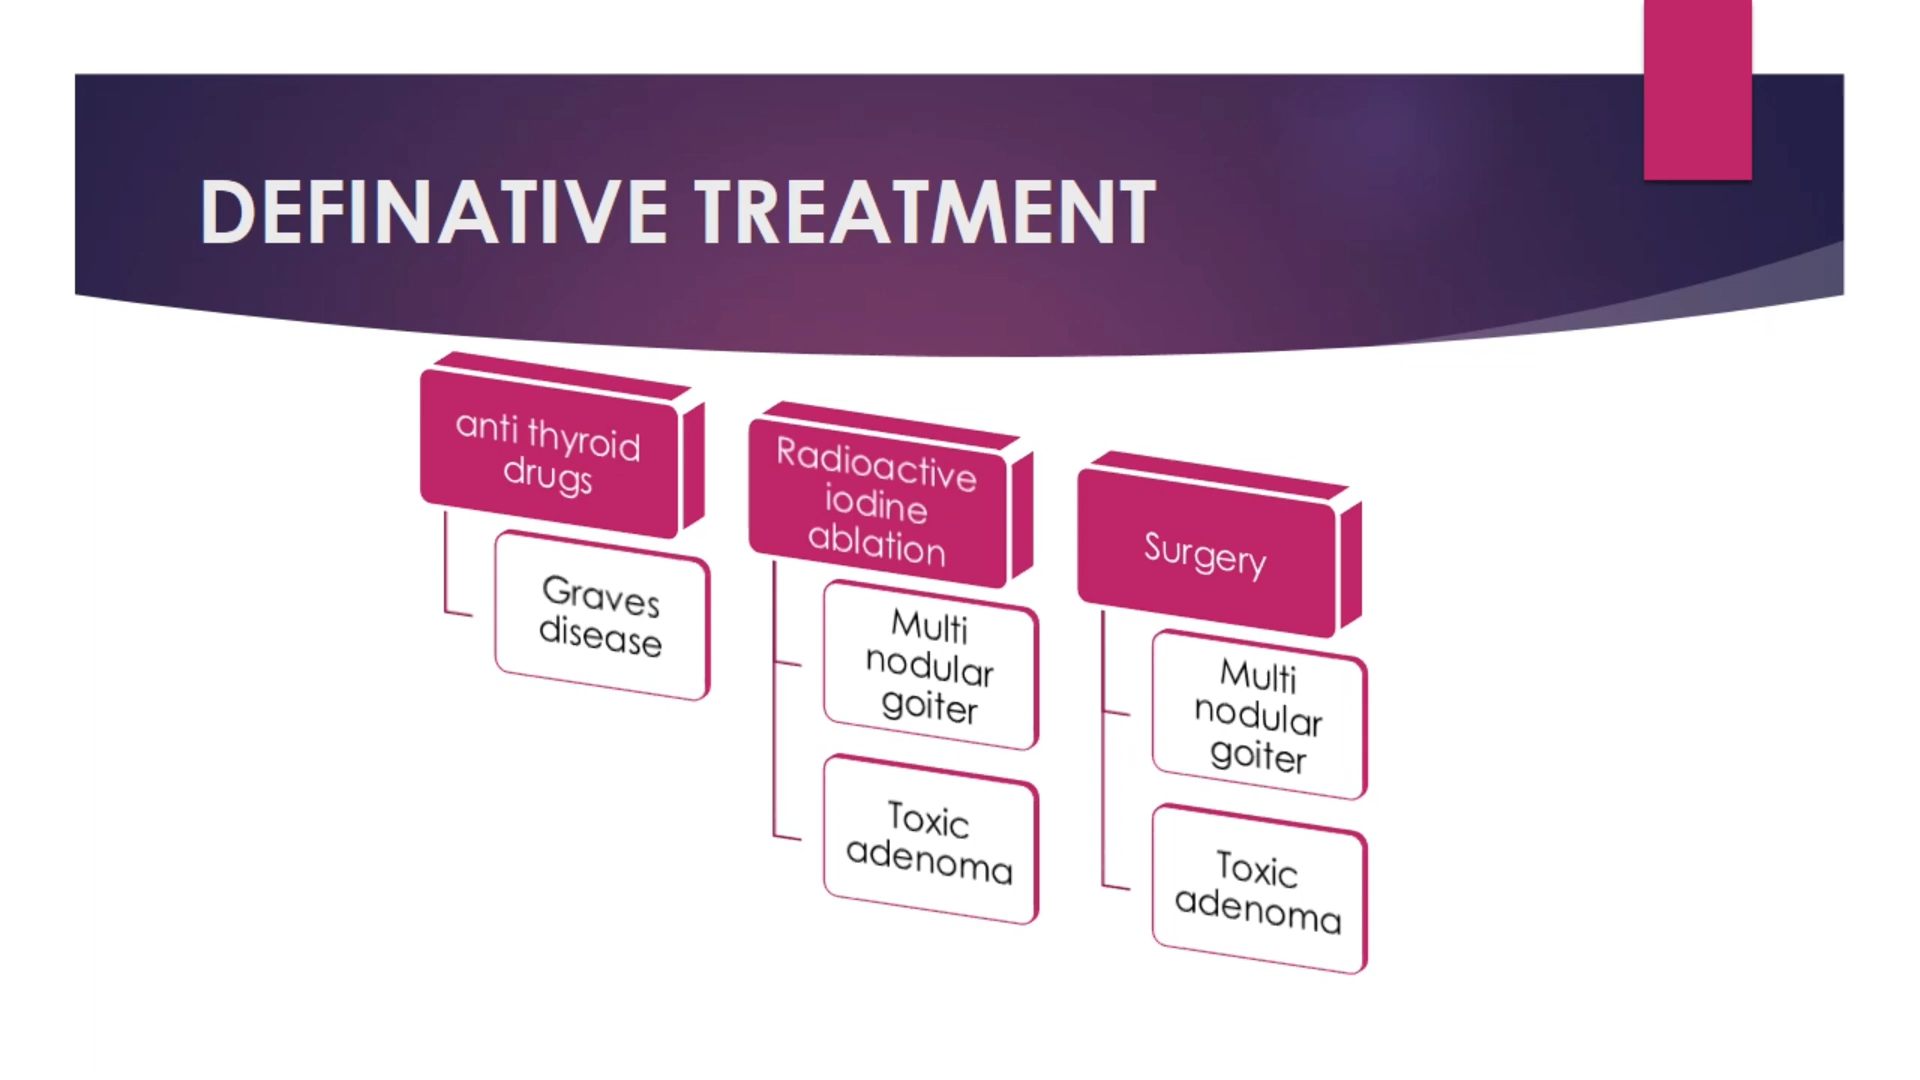 DEFINATIVE TREATMENT
anti thyroid
drugs
Graves
disease
Radioactive
iodine
ablation
Multi
nodular
goiter
Toxic
adenoma
Surgery
Multi
nodular
goiter
Toxic
adenoma